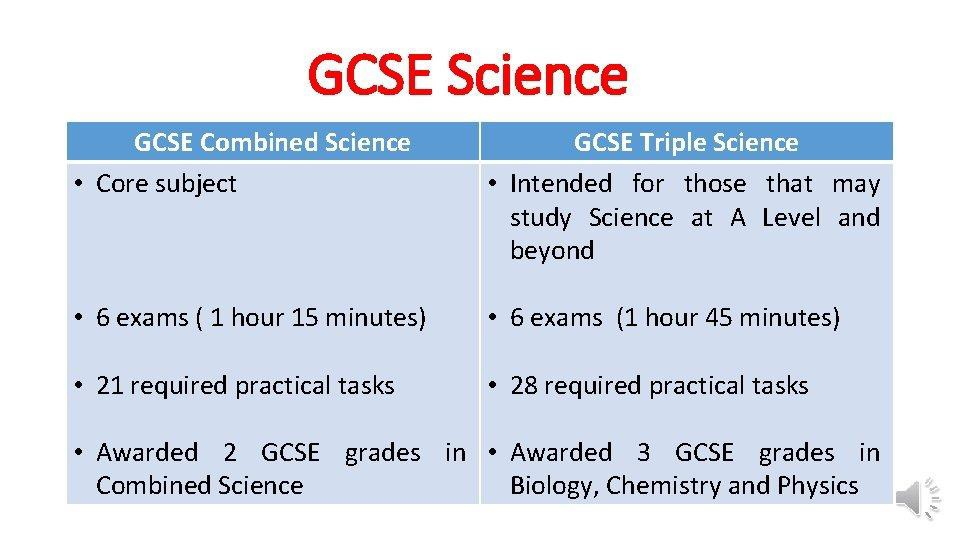 GCSE Science
GCSE Combined Science
• Core subject
• 6 exams ( 1 hour 15 minutes)
• 21 required practical tasks
• Awarded 2 GCSE grades in
Combined Science
GCSE Triple Science
• Intended for those that may
study Science at A Level and
beyond
• 6 exams (1 hour 45 minutes)
• 28 required practical tasks
• Awarded 3 GCSE grades in
Biology, Chemistry and Physics